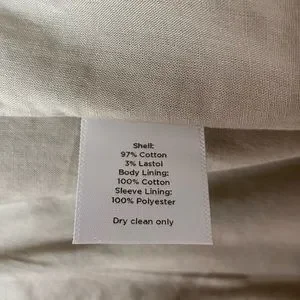 Shell:
97% Cotton
3% Lastol
Body Lining:
100% Cotton
Sleeve Lining:
100% Polyester
Dry clean only